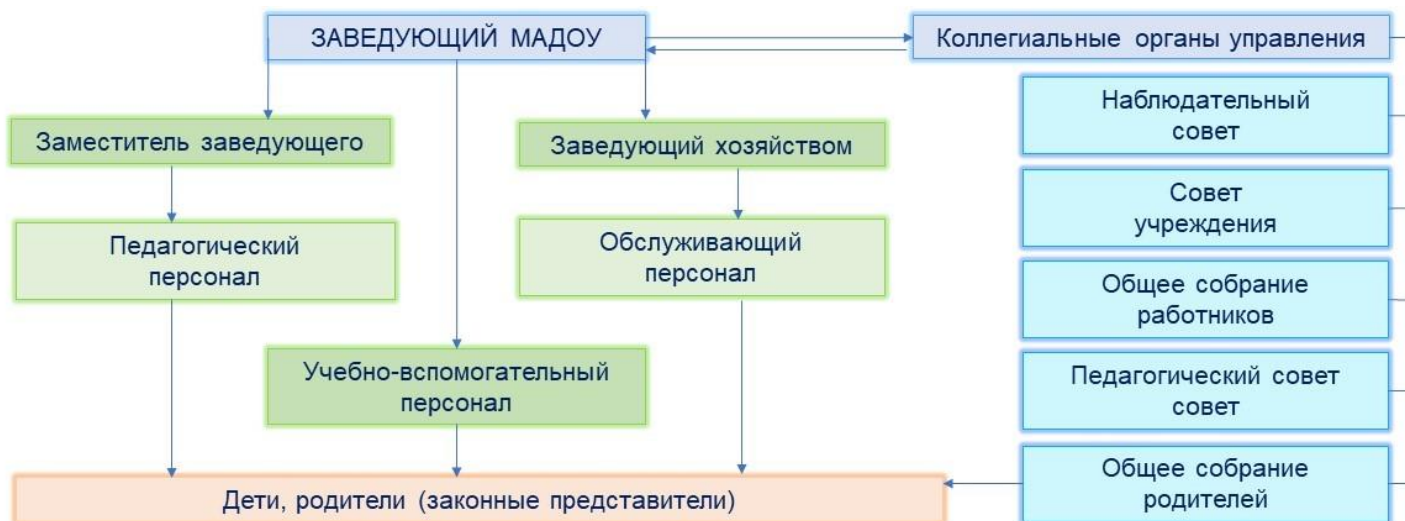 ЗАВЕДУЮЩИЙ МАДОУ
Коллегиальные органы управления
Наблюдательный
совет
Заместитель заведующего
Заведующий хозяйством
Совет
учреждения
Педагогический
персонал
Обслуживающий
персонал
Общее собрание
работников
Учебно-вспомогательный
персонал
Педагогический совет
совет
Общее собрание
родителей
Дети, родители (законные представители)